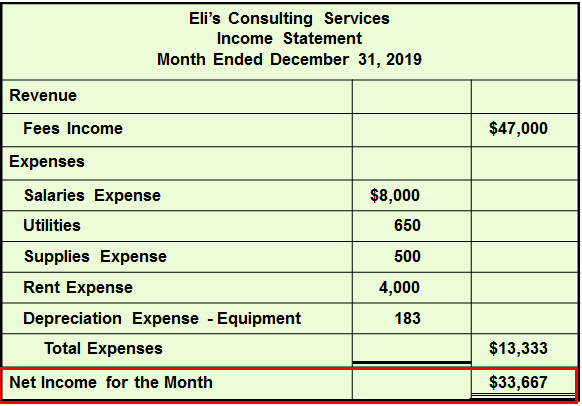 Eli's Consulting Services
Income Statement
Month Ended December 31, 2019
Revenue
Fees Income $47,000
Expenses
Salaries Expense $8,000
Utilities 650
Supplies Expense 500
Rent Expense 4,000
Depreciation Expense - Equipment 183
Total Expenses $13,333
Net Income for the Month $33,667